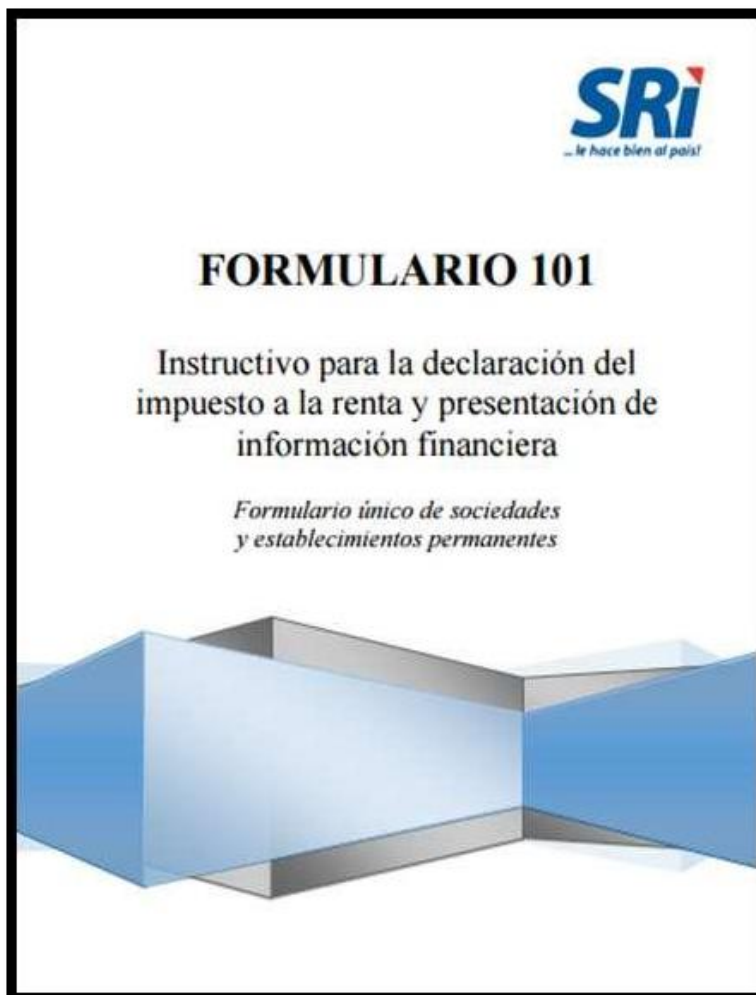 SRi
...le hace bien al país!
FORMULARIO 101
Instructivo para la declaración del
impuesto a la renta y presentación de
información financiera
Formulario único de sociedades
y establecimientos permanentes